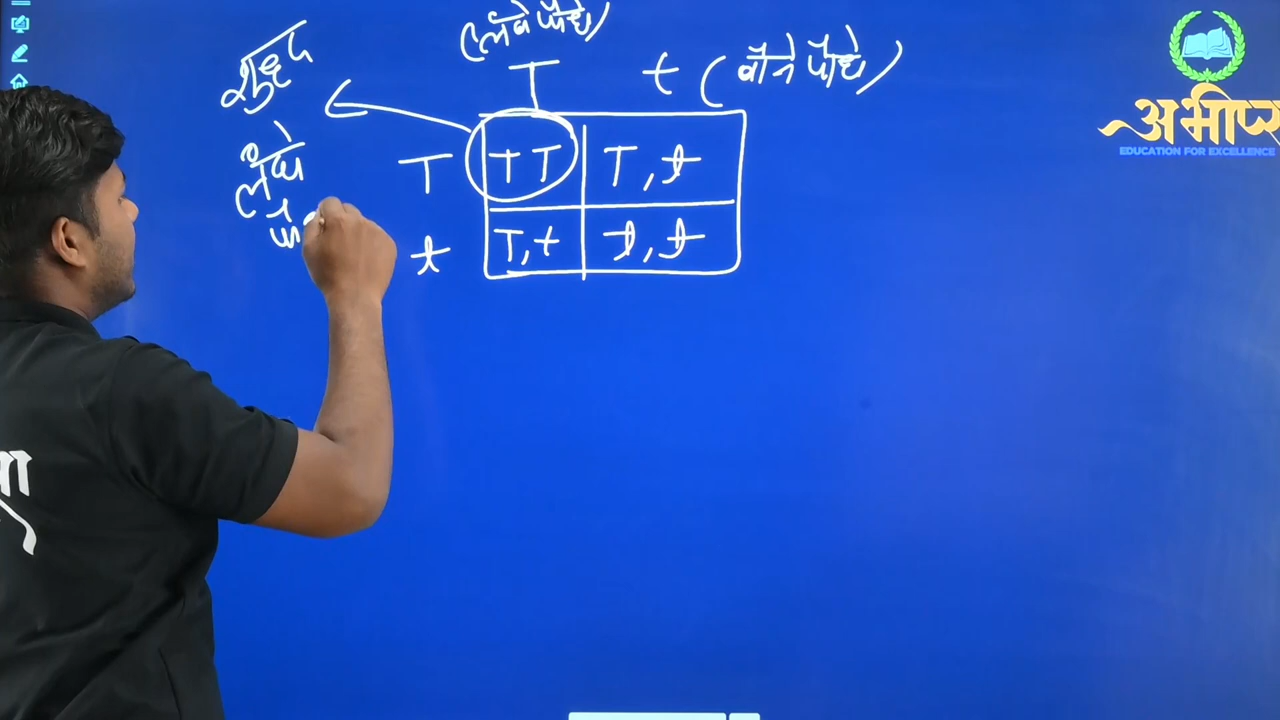 (लंबे पौधे)
T t (बौने पौधे)
शुद्ध
लंबे
T TT T, t
t T, t t, t
अभीप्सा
EDUCATION FOR EXCELLENCE